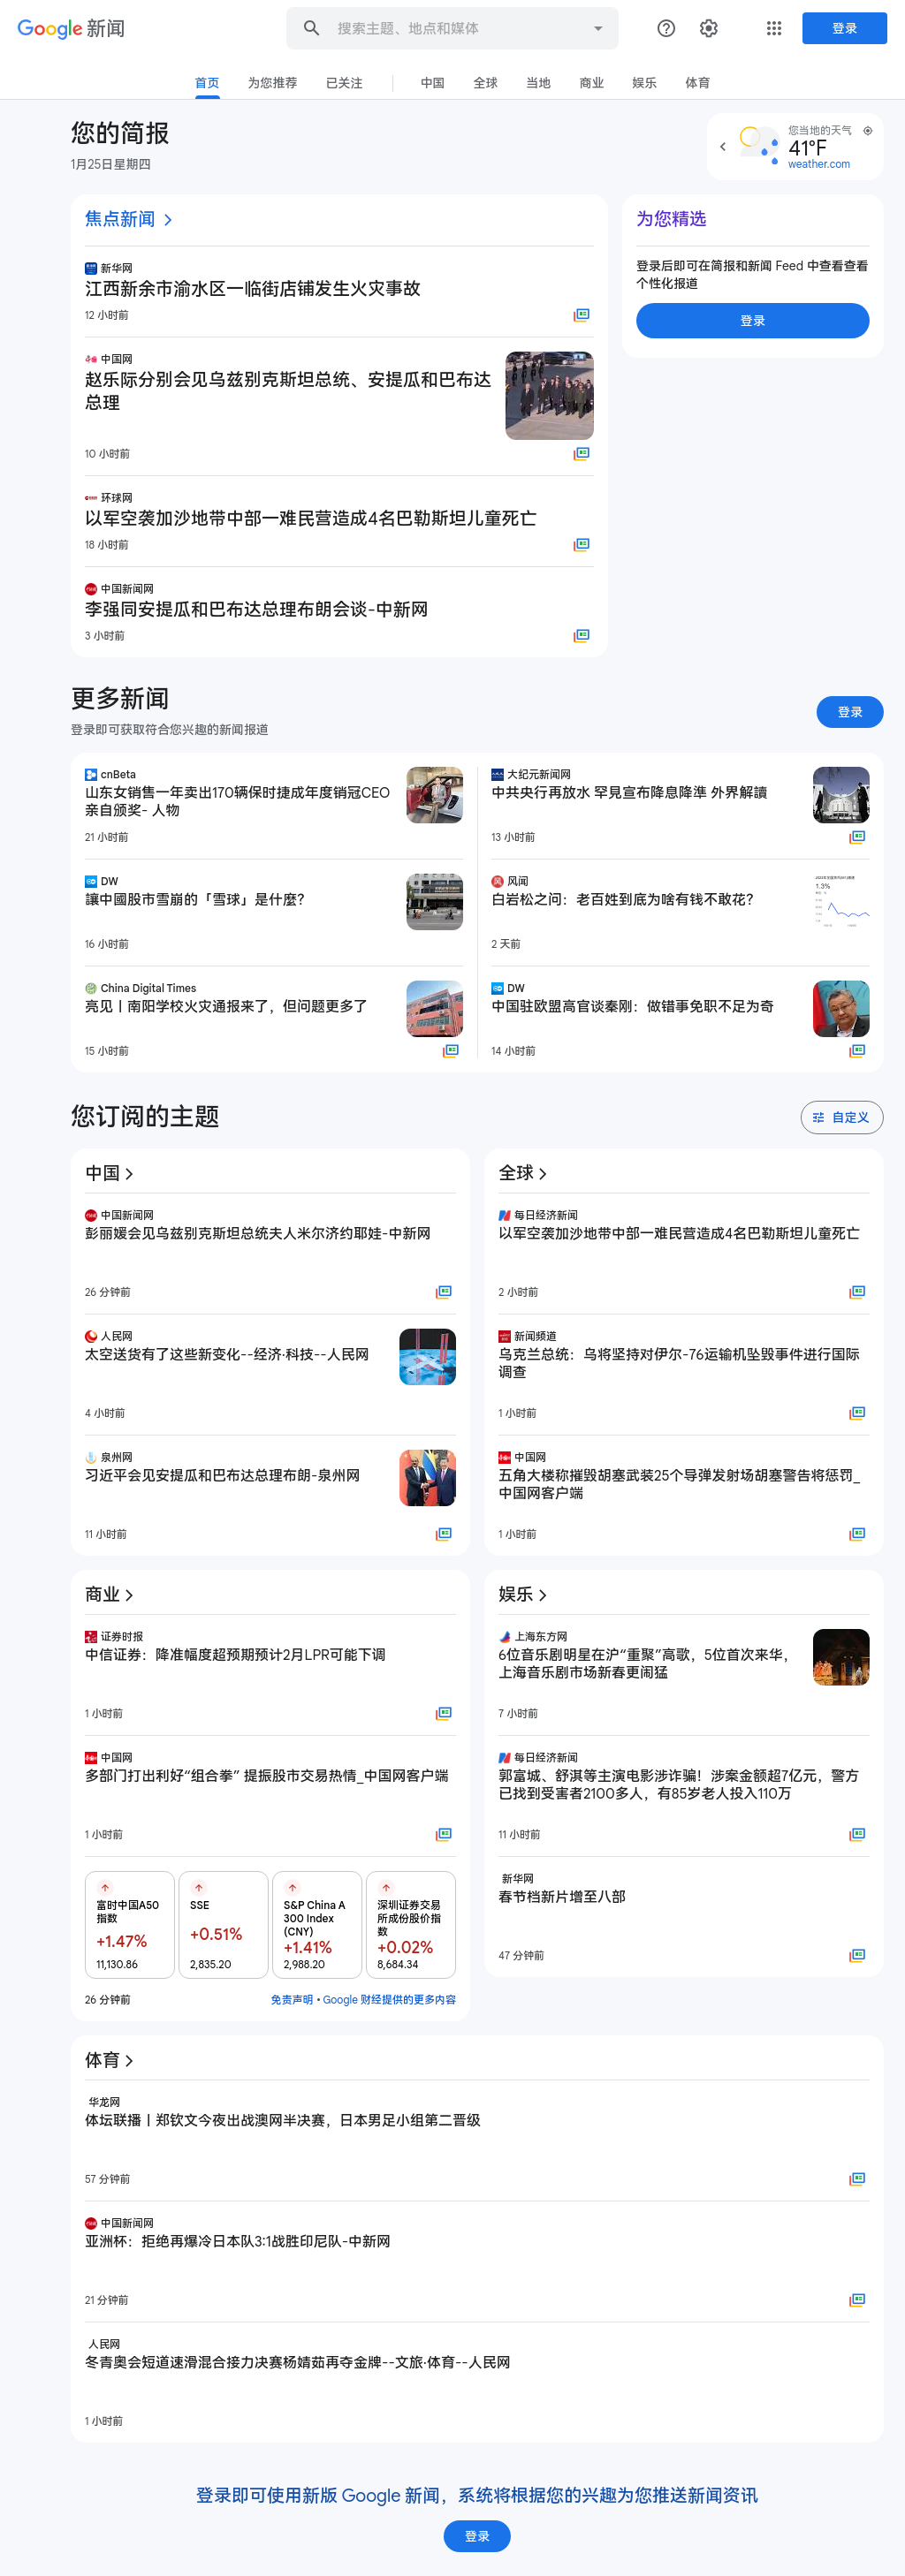 Google 新闻
搜索主题、地点和媒体
登录
首页
为您推荐
已关注
中国
全球
当地
商业
娱乐
体育
您的简报
1月25日星期四
您当地的天气
41°F
weather.com
焦点新闻
新华网
江西新余市渝水区一临街店铺发生火灾事故
12 小时前
中国网
赵乐际分别会见乌兹别克斯坦总统、安提瓜和巴布达
总理
10 小时前
环球网
以军空袭加沙地带中部一难民营造成4名巴勒斯坦儿童死亡
18 小时前
中国新闻网
李强同安提瓜和巴布达总理布朗会谈-中新网
3 小时前
为您精选
登录后即可在简报和新闻 Feed 中查看查看
个性化报道
登录
更多新闻
登录即可获取符合您兴趣的新闻报道
登录
cnBeta
山东女销售一年卖出170辆保时捷成年度销冠CEO
亲自颁奖- 人物
21 小时前
DW
讓中國股市雪崩的「雪球」是什麼?
16 小时前
China Digital Times
亮见丨南阳学校火灾通报来了，但问题更多了
15 小时前
大纪元新闻网
中共央行再放水 罕見宣布降息降準 外界解讀
13 小时前
风闻
白岩松之问：老百姓到底为啥有钱不敢花?
1.3%
2 天前
DW
中国驻欧盟高官谈秦刚：做错事免职不足为奇
14 小时前
您订阅的主题
自定义
中国
中国新闻网
彭丽媛会见乌兹别克斯坦总统夫人米尔济约耶娃-中新网
26 分钟前
人民网
太空送货有了这些新变化--经济·科技--人民网
4 小时前
泉州网
习近平会见安提瓜和巴布达总理布朗-泉州网
11 小时前
全球
每日经济新闻
以军空袭加沙地带中部一难民营造成4名巴勒斯坦儿童死亡
2 小时前
新闻频道
乌克兰总统：乌将坚持对伊尔-76运输机坠毁事件进行国际
调查
1 小时前
中国网
五角大楼称摧毁胡塞武装25个导弹发射场胡塞警告将惩罚_
中国网客户端
1 小时前
商业
证券时报
中信证券：降准幅度超预期预计2月LPR可能下调
1 小时前
中国网
多部门打出利好“组合拳” 提振股市交易热情_中国网客户端
1 小时前
富时中国A50
指数
+1.47%
11,130.86
SSE
+0.51%
2,835.20
S&P China A
300 Index
(CNY)
+1.41%
2,988.20
深圳证券交易
所成份股价指
数
+0.02%
8,684.34
26 分钟前
免责声明 • Google 财经提供的更多内容
娱乐
上海东方网
6位音乐剧明星在沪“重聚”高歌，5位首次来华，
上海音乐剧市场新春更闹猛
7 小时前
每日经济新闻
郭富城、舒淇等主演电影涉诈骗！涉案金额超7亿元，警方
已找到受害者2100多人，有85岁老人投入110万
11 小时前
新华网
春节档新片增至八部
47 分钟前
体育
华龙网
体坛联播丨郑钦文今夜出战澳网半决赛，日本男足小组第二晋级
57 分钟前
中国新闻网
亚洲杯：拒绝再爆冷日本队3:1战胜印尼队-中新网
21 分钟前
人民网
冬青奥会短道速滑混合接力决赛杨婧茹再夺金牌--文旅·体育--人民网
1 小时前
登录即可使用新版 Google 新闻，系统将根据您的兴趣为您推送新闻资讯
登录